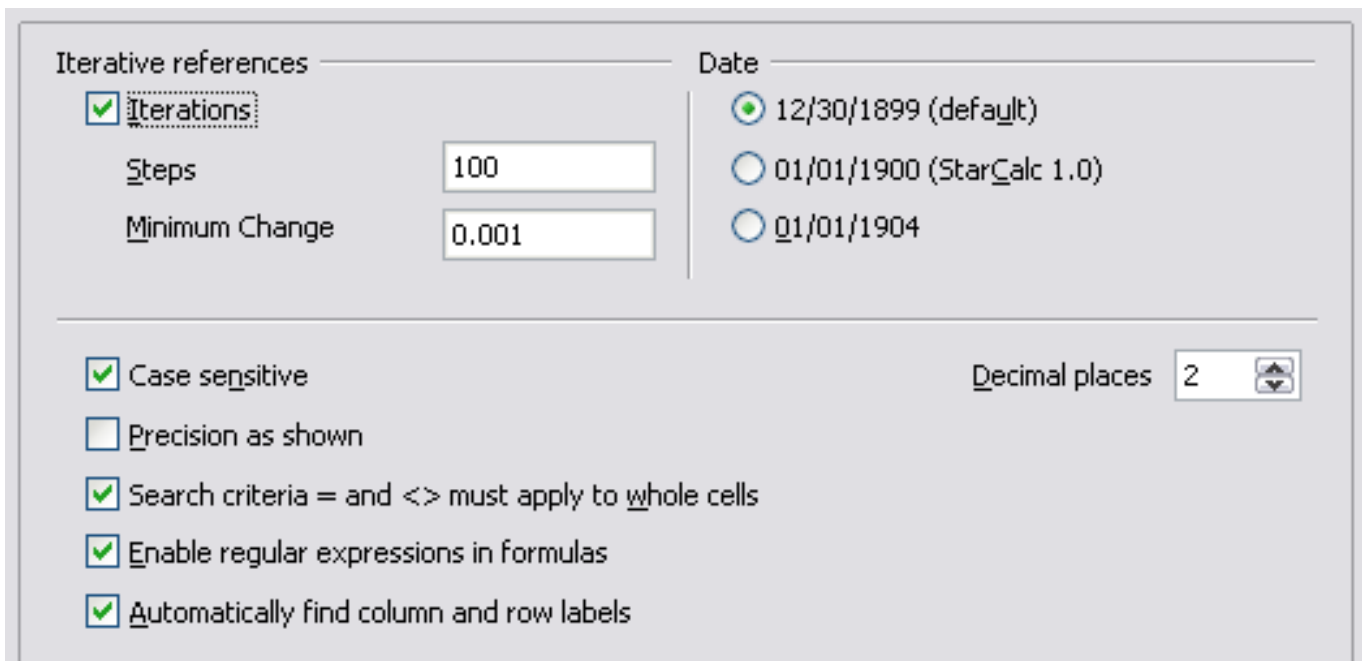 Iterative references
Iterations
Steps 100
Minimum Change 0.001
Date
12/30/1899 (default)
01/01/1900 (StarCalc 1.0)
01/01/1904
Case sensitive
Decimal places 2
Precision as shown
Search criteria = and <> must apply to whole cells
Enable regular expressions in formulas
Automatically find column and row labels